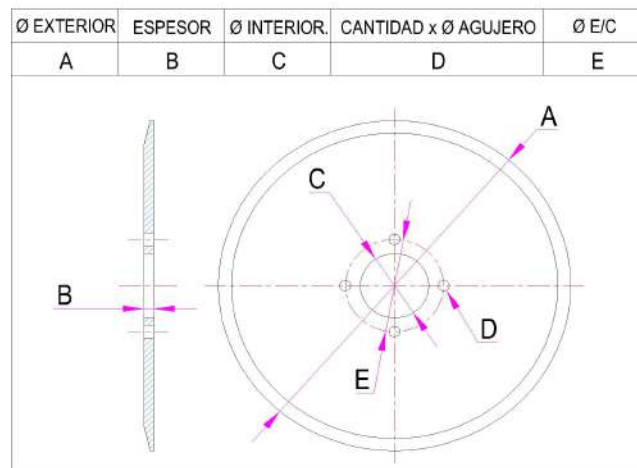 Ø EXTERIOR ESPESOR Ø INTERIOR. CANTIDAD x Ø AGUJERO Ø E/C
A B C D E
A
C
B
D
E